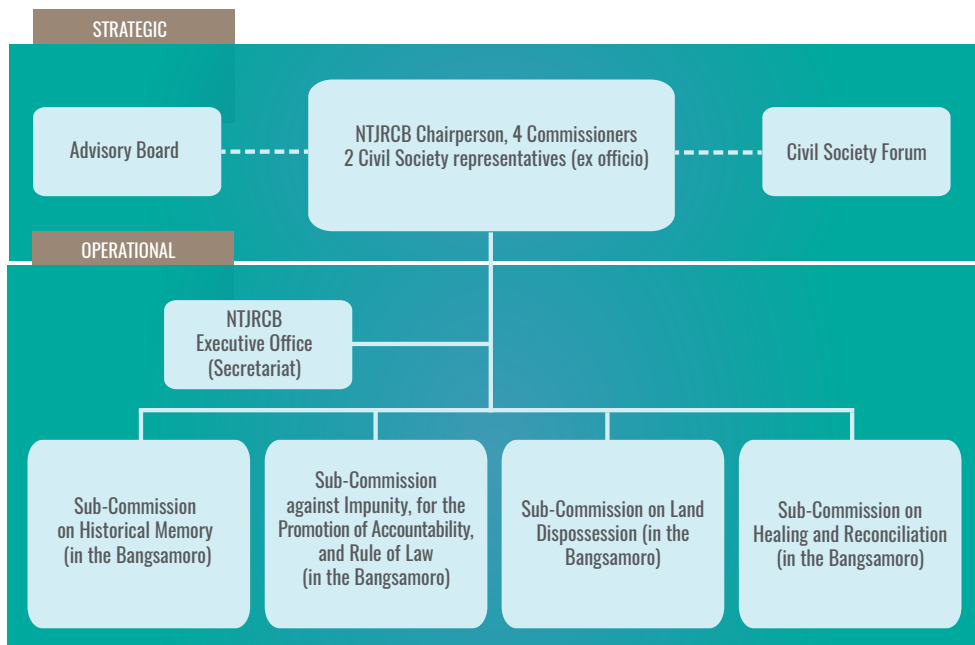 STRATEGIC
Advisory Board
NTJRCB Chairperson, 4 Commissioners
2 Civil Society representatives (ex officio)
Civil Society Forum
OPERATIONAL
NTJRCB
Executive Office
(Secretariat)
Sub-Commission
on Historical Memory
(in the Bangsamoro)
Sub-Commission
against Impunity, for the
Promotion of Accountability,
and Rule of Law
(in the Bangsamoro)
Sub-Commission on Land
Dispossession (in the
Bangsamoro)
Sub-Commission on
Healing and Reconciliation
(in the Bangsamoro)